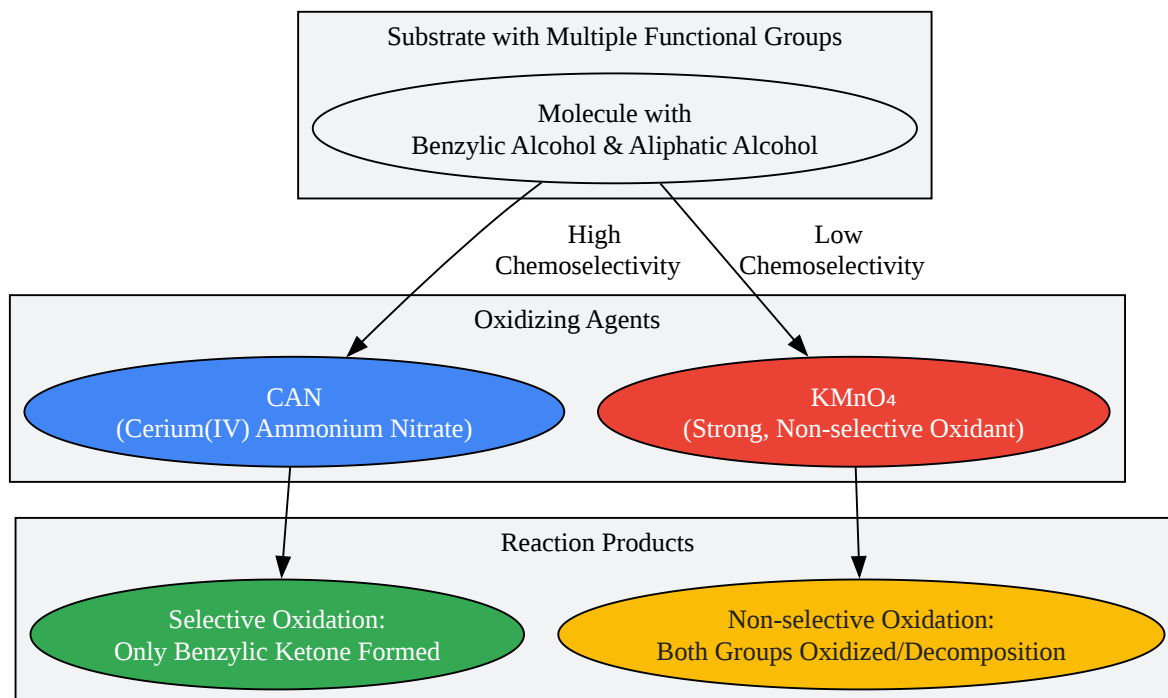 Substrate with Multiple Functional Groups
Molecule with
Benzylic Alcohol & Aliphatic Alcohol
High
Chemoselectivity
Low
Chemoselectivity
Oxidizing Agents
CAN
(Cerium(IV) Ammonium Nitrate)
KMnO₄
(Strong, Non-selective Oxidant)
Reaction Products
Selective Oxidation:
Only Benzylic Ketone Formed
Non-selective Oxidation:
Both Groups Oxidized/Decomposition